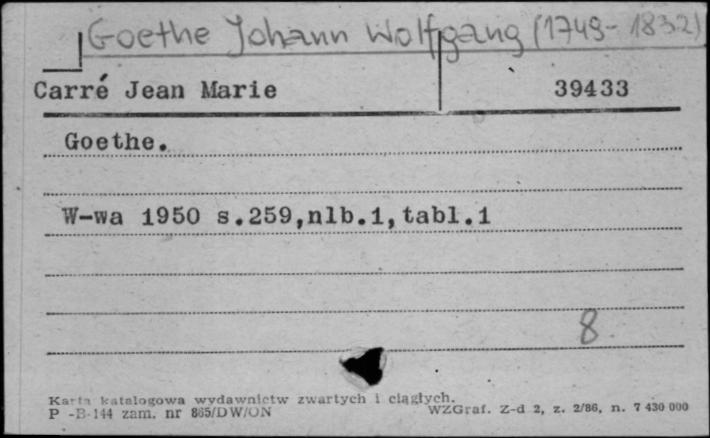 Goethe Johann Wolfgang (1749-1832)
Carré Jean Marie 39433
Goethe.
W-wa 1950 s.259,nlb.1,tabl.1
8
Karta katalogowa wydawnictw zwartych i ciągłych.
P -B-144 zam. nr 865/DW/ON WZGraf. Z-d 2, z. 2/86, n. 7 430 000